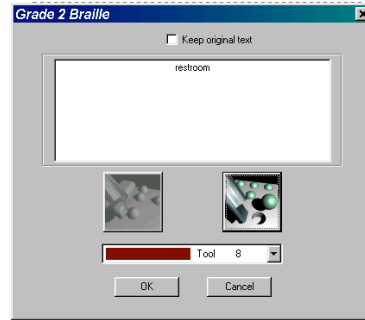 Grade 2 Braille
Keep original text
restroom
Tool 8
OK Cancel